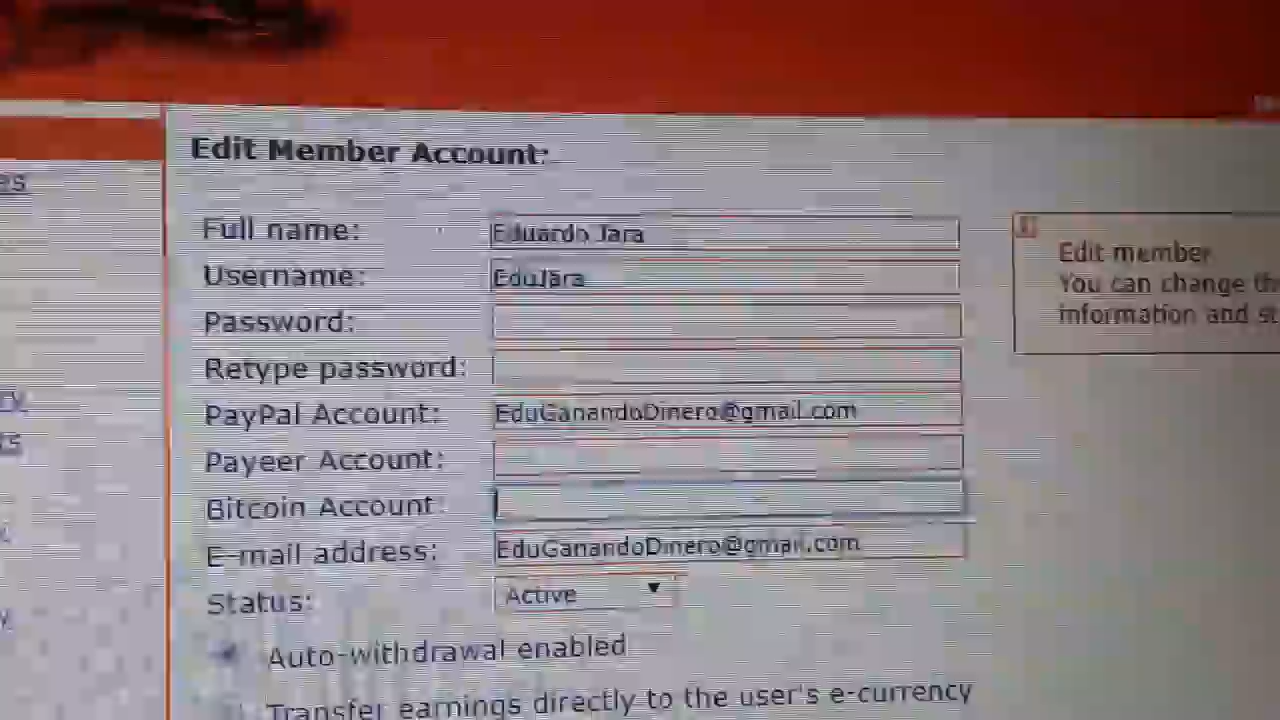 Edit Member Account:
Full name: Eduardo Jara
Username: EduJara
Password:
Retype password:
PayPal Account: EduGanandoDinero@gmail.com
Payeer Account:
Bitcoin Account:
E-mail address: EduGanandoDinero@gmail.com
Status: Active
Auto-withdrawal enabled
Transfer earnings directly to the user's e-currency
Edit member
You can change
information and